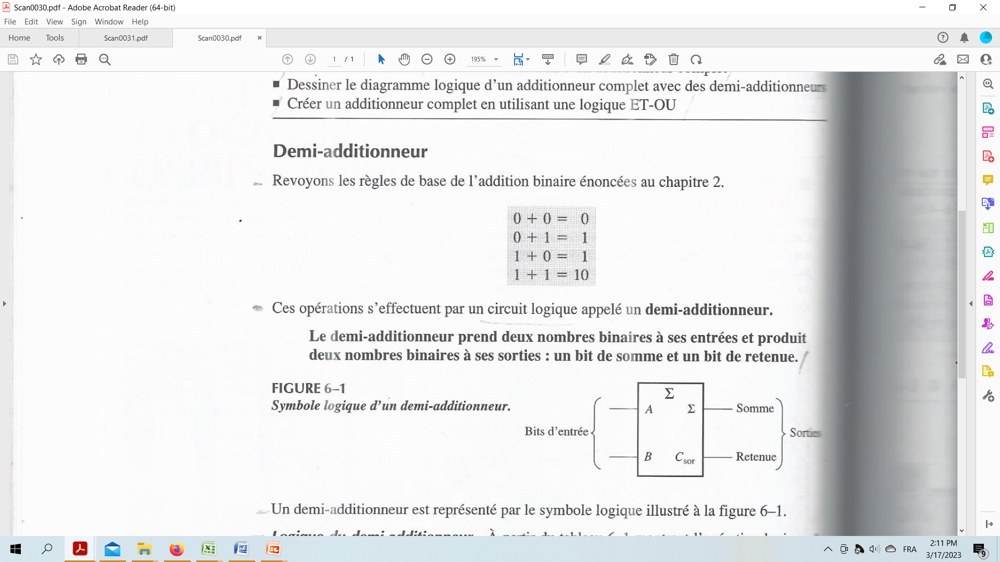 Scan0030.pdf - Adobe Acrobat Reader (64-bit)
File Edit View Sign Window Help
Home Tools Scan0031.pdf Scan0030.pdf
1 / 1 195%
■ Dessiner le diagramme logique d'un additionneur complet avec des demi-additionneurs
■ Créer un additionneur complet en utilisant une logique ET-OU
Demi-additionneur
Revoyons les règles de base de l'addition binaire énoncées au chapitre 2.
0 + 0 = 0
0 + 1 = 1
1 + 0 = 1
1 + 1 = 10
Ces opérations s'effectuent par un circuit logique appelé un demi-additionneur.
Le demi-additionneur prend deux nombres binaires à ses entrées et produit
deux nombres binaires à ses sorties : un bit de somme et un bit de retenue.
FIGURE 6–1
Symbole logique d'un demi-additionneur.
Σ
A Σ Somme
Bits d'entrée Sorties
B Csor Retenue
Un demi-additionneur est représenté par le symbole logique illustré à la figure 6–1.
FRA
2:11 PM
3/17/2023
9